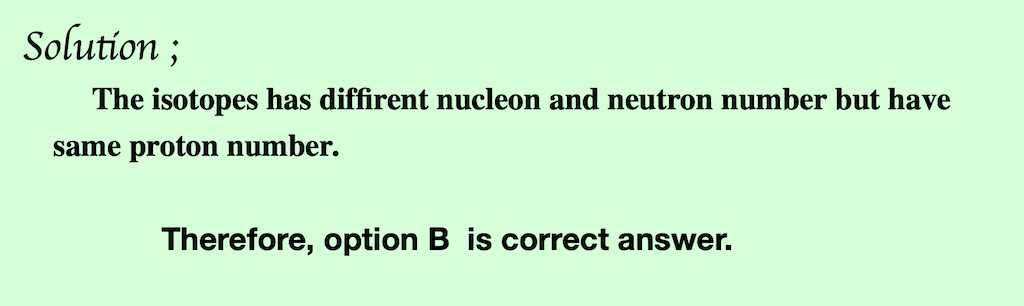 Solution ;
The isotopes has diffirent nucleon and neutron number but have
same proton number.
Therefore, option B is correct answer.